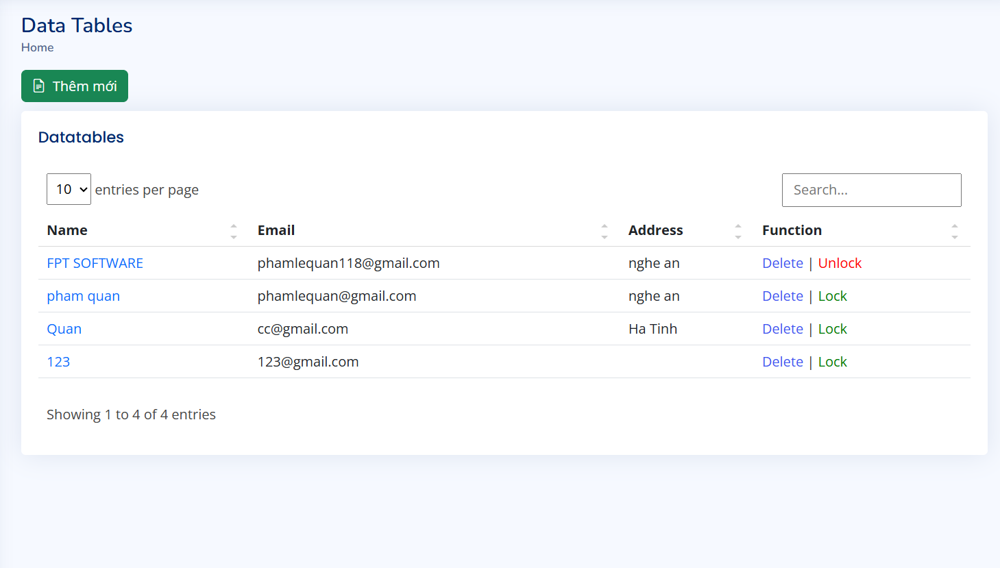 Data Tables
Home
Thêm mới
Datatables
10 entries per page Search...
Name Email Address Function
FPT SOFTWARE phamlequan118@gmail.com nghe an Delete | Unlock
pham quan phamlequan@gmail.com nghe an Delete | Lock
Quan cc@gmail.com Ha Tinh Delete | Lock
123 123@gmail.com Delete | Lock
Showing 1 to 4 of 4 entries